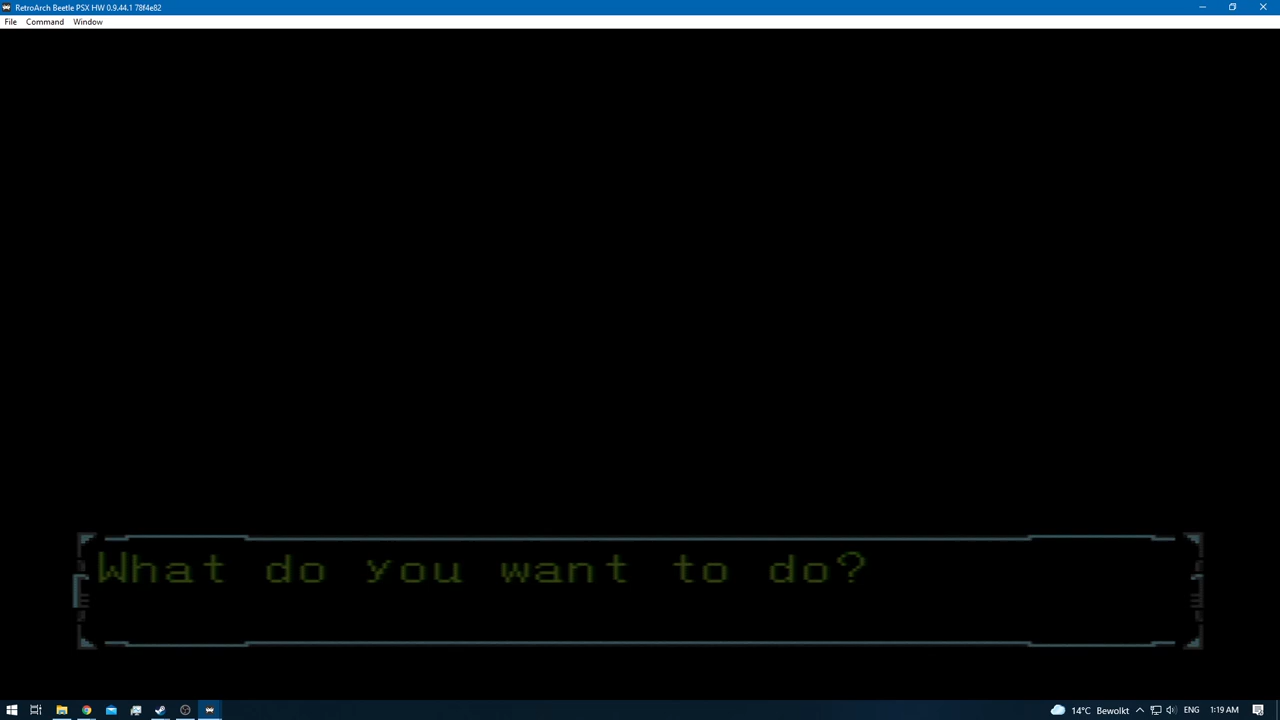 RetroArch Beetle PSX HW 0.9.44.1 78f4e82
File Command Window
What do you want to do?
14°C Bewolkt ENG 1:19 AM